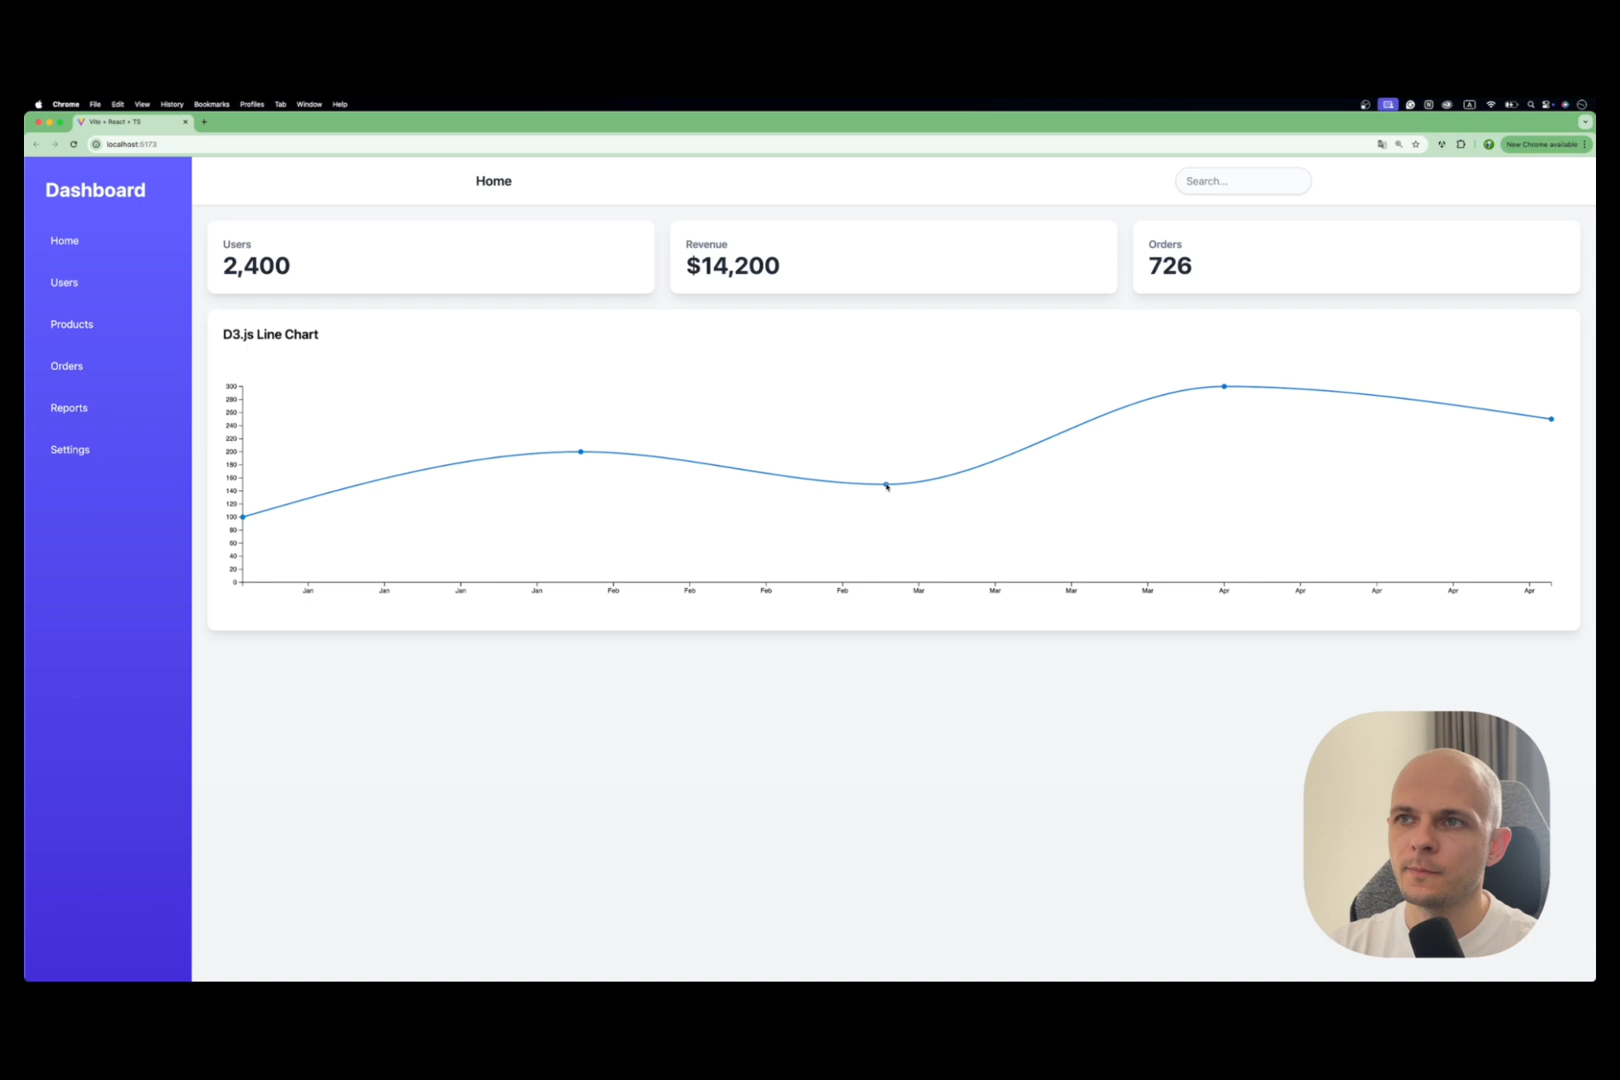 Chrome File Edit View History Bookmarks Profiles Tab Window Help
Vite + React + TS
localhost:5173
New Chrome available
Dashboard
Home
Users
Products
Orders
Reports
Settings
Home
Search...
Users
2,400
Revenue
$14,200
Orders
726
D3.js Line Chart
300
280
260
240
220
200
180
160
140
120
100
80
60
40
20
0
Jan Jan Jan Jan Feb Feb Feb Feb Mar Mar Mar Mar Apr Apr Apr Apr Apr